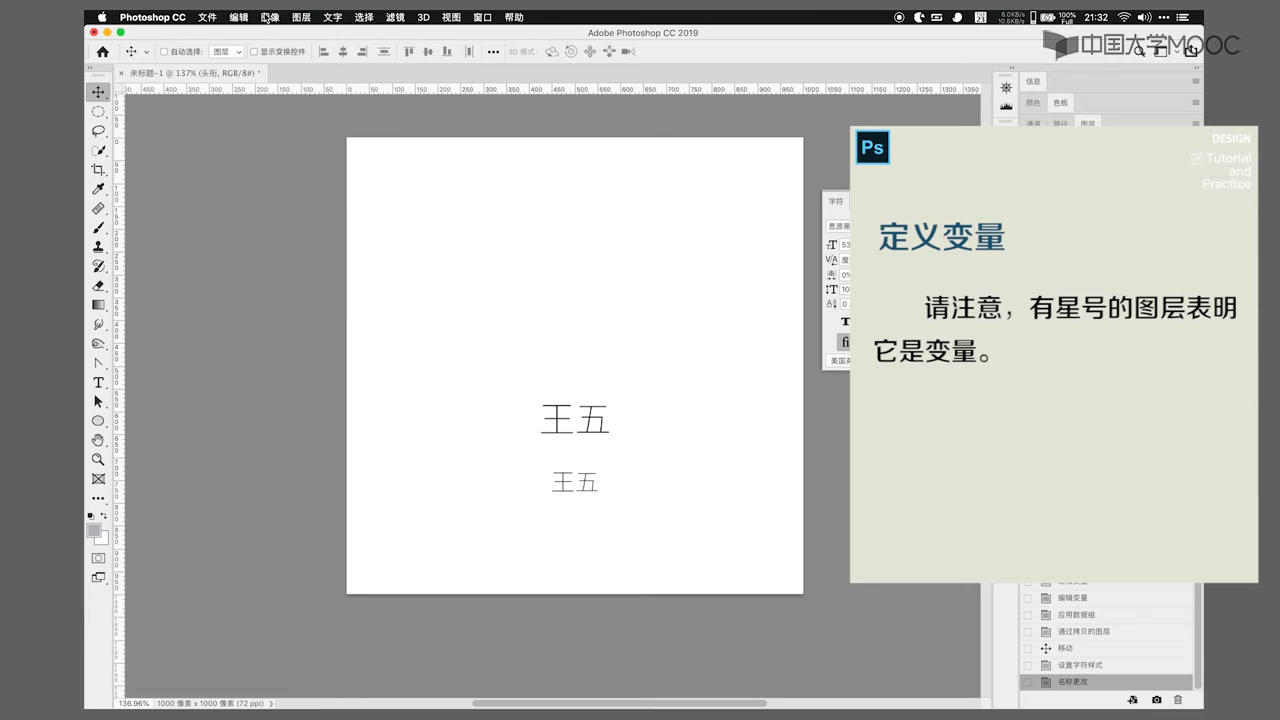 Photoshop CC 文件 编辑 图像 图层 文字 选择 滤镜 3D 视图 窗口 帮助
6.0KB/s
10.5KB/s
100%
Full
21:32
Adobe Photoshop CC 2019
中国大学MOOC
自动选择: 图层 显示变换控件 3D 模式:
未标题-1 @ 137% (头衔, RGB/8#) *
信息
颜色 色板
通道 路径 图层
字符
Ps
DESIGN
Tutorial
and
Practice
定义变量
请注意，有星号的图层表明
它是变量。
王五
王五
编辑变量
应用数据组
通过拷贝的图层
移动
设置字符样式
名称更改
136.96% 1000 像素 x 1000 像素 (72 ppi)